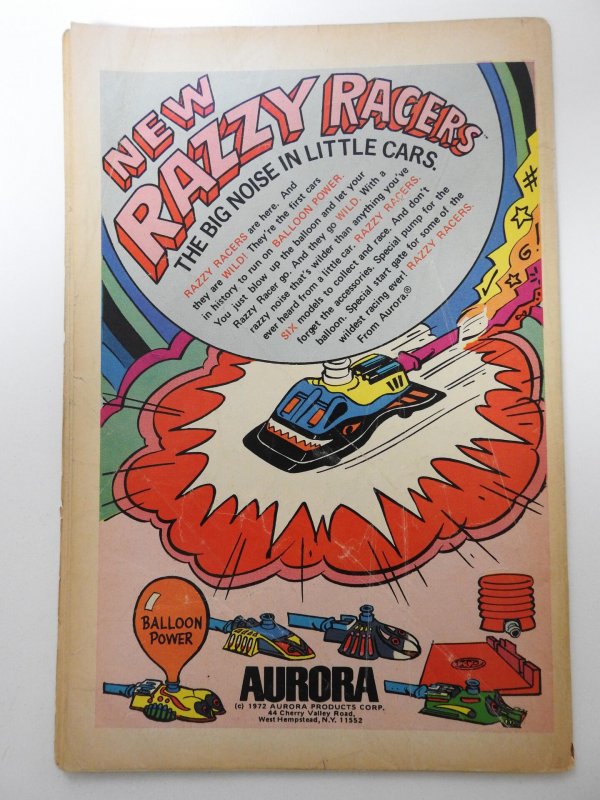 NEW
RAZZY RACERS™
THE BIG NOISE IN LITTLE CARS.
RAZZY RACERS are here. And
they are WILD! They're the first cars
in history to run on BALLOON POWER.
You just blow up the balloon and let your
Razzy Racer go. And they go WILD. With a
razzy noise that's wilder than anything you've
ever heard from a little car. RAZZY RACERS.
SIX models to collect and race. And don't
forget the accessories. Special pump for the
balloon. Special start gate for some of the
wildest racing ever! RAZZY RACERS.
From Aurora.®
#
G!
BALLOON
POWER
AURORA
(c) 1972 AURORA PRODUCTS CORP.
44 Cherry Valley Road,
West Hempstead, N.Y. 11552